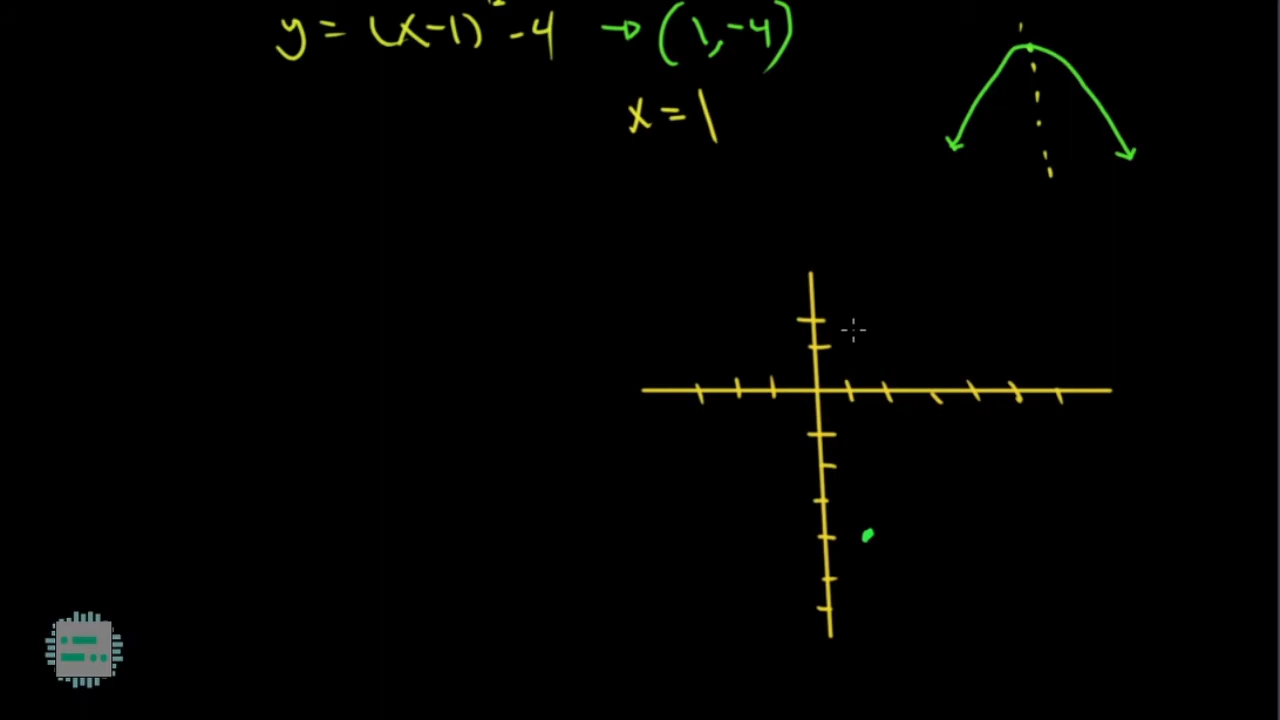 y = (x-1)² - 4 → (1, -4)
x = 1